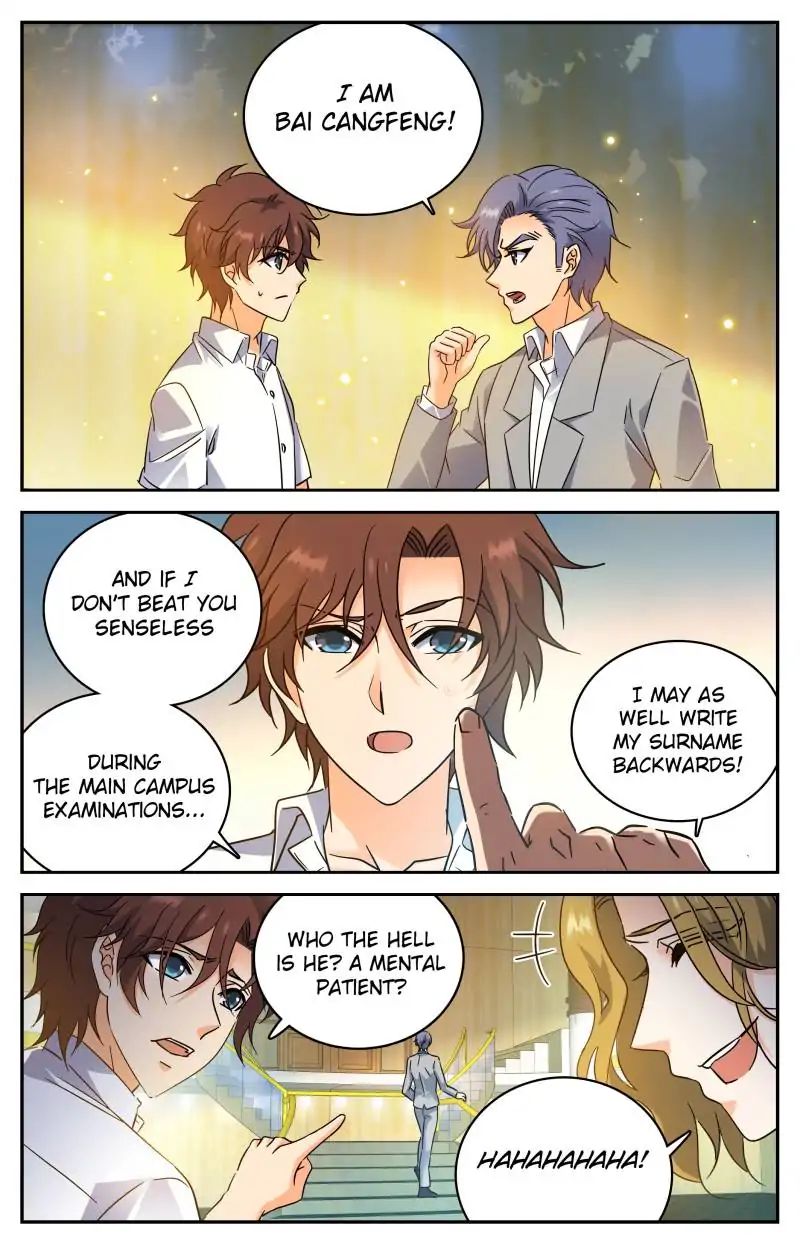 I AM
BAI CANGFENG!
AND IF I
DON'T BEAT YOU
SENSELESS
DURING
THE MAIN CAMPUS
EXAMINATIONS...
I MAY AS
WELL WRITE
MY SURNAME
BACKWARDS!
WHO THE HELL
IS HE? A MENTAL
PATIENT?
HAHAHAHAHA!